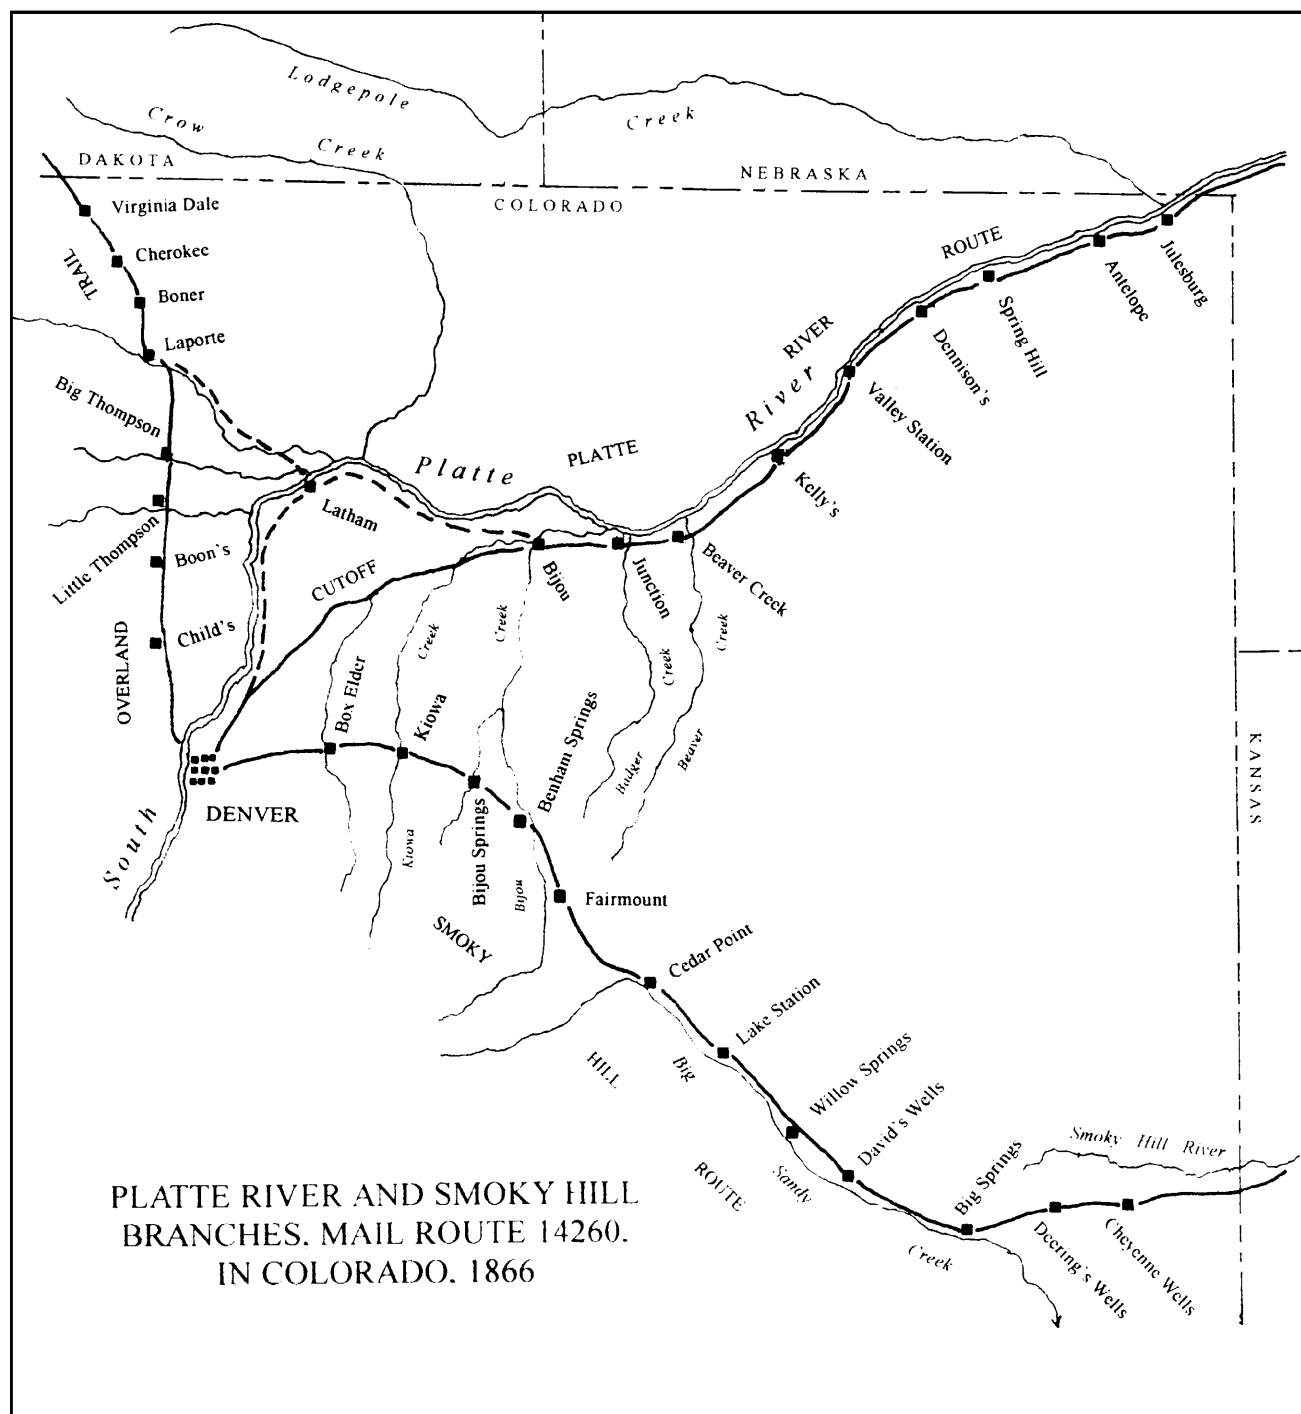 Lodgepole
Creek
Crow
Creek
DAKOTA
NEBRASKA
COLORADO
Virginia Dale
Cherokee
TRAIL
Boner
Laporte
ROUTE
Julesburg
Antelope
Spring Hill
Dennison's
RIVER
River
Valley Station
Big Thompson
Platte
PLATTE
Kelly's
Latham
Little Thompson
Boon's
CUTOFF
Bijou
Junction
Beaver Creek
Child's
OVERLAND
Creek
Creek
Creek
Creek
Box Elder
Kiowa
Benham Springs
Badger
Beaver
KANSAS
DENVER
South
Kiowa
Bijou Springs
Bijou
SMOKY
Fairmount
Cedar Point
Lake Station
HILL
Big
Willow Springs
David's Wells
ROUTE
Sandy
Big Springs
Smoky Hill River
Creek
Deering's Wells
Cheyenne Wells
PLATTE RIVER AND SMOKY HILL
BRANCHES, MAIL ROUTE 14260,
IN COLORADO, 1866